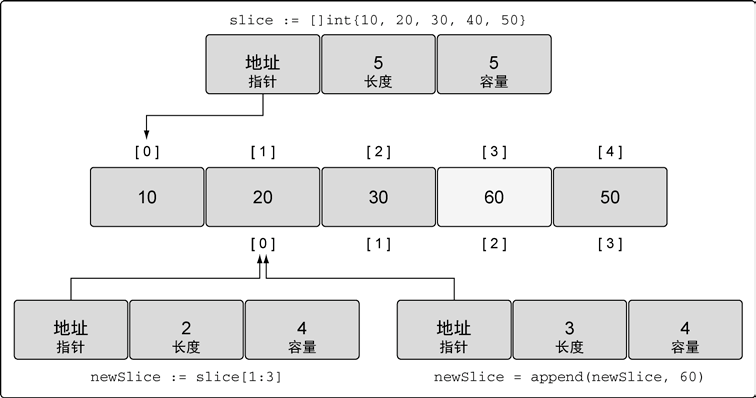 slice := []int{10, 20, 30, 40, 50}
地址 5 5
指针 长度 容量
[0] [1] [2] [3] [4]
10 20 30 60 50
[0] [1] [2] [3]
地址 2 4 地址 3 4
指针 长度 容量 指针 长度 容量
newSlice := slice[1:3] newSlice = append(newSlice, 60)